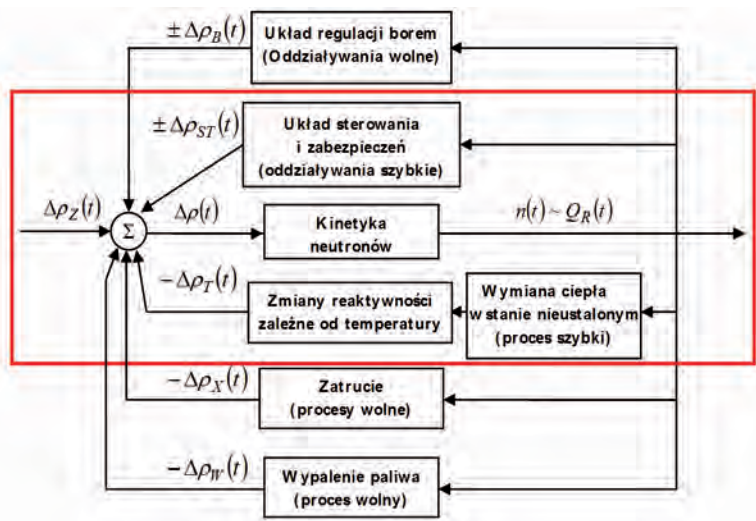 ± Δρ_B(t)
Układ regulacji borem
(Oddziaływania wolne)
± Δρ_ST(t)
Układ sterowania
i zabezpieczeń
(oddziaływania szybkie)
Δρ_Z(t)
Σ
Δρ(t)
Kinetyka
neutronów
n(t) ~ Q_R(t)
− Δρ_T(t)
Zmiany reaktywności
zależne od temperatury
Wymiana ciepła
w stanie nieustalonym
(proces szybki)
− Δρ_X(t)
Zatrucie
(procesy wolne)
− Δρ_W(t)
Wypalenie paliwa
(proces wolny)